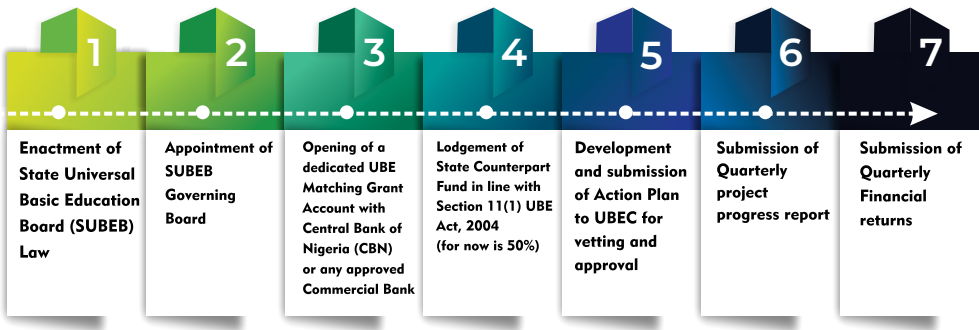 1
Enactment of
State Universal
Basic Education
Board (SUBEB)
Law
2
Appointment of
SUBEB
Governing
Board
3
Opening of a
dedicated UBE
Matching Grant
Account with
Central Bank of
Nigeria (CBN)
or any approved
Commercial Bank
4
Lodgement of
State Counterpart
Fund in line with
Section 11(1) UBE
Act, 2004
(for now is 50%)
5
Development
and submission
of Action Plan
to UBEC for
vetting and
approval
6
Submission of
Quarterly
project
progress report
7
Submission of
Quarterly
Financial
returns